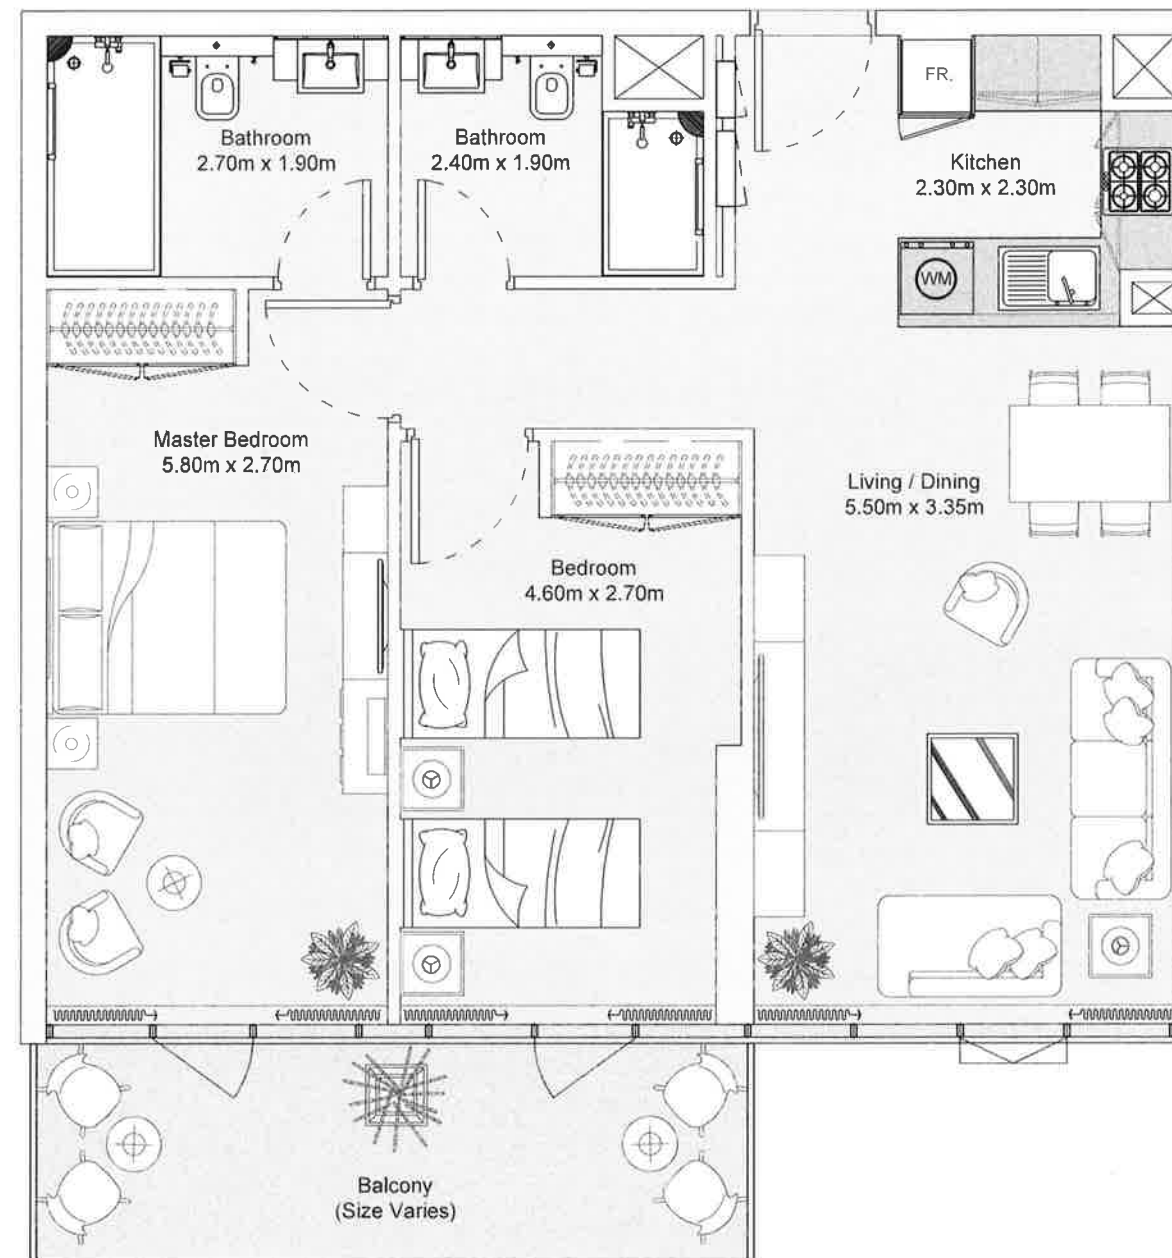 Bathroom
2.70m x 1.90m
Bathroom
2.40m x 1.90m
FR.
Kitchen
2.30m x 2.30m
WM
Master Bedroom
5.80m x 2.70m
Living / Dining
5.50m x 3.35m
Bedroom
4.60m x 2.70m
Balcony
(Size Varies)